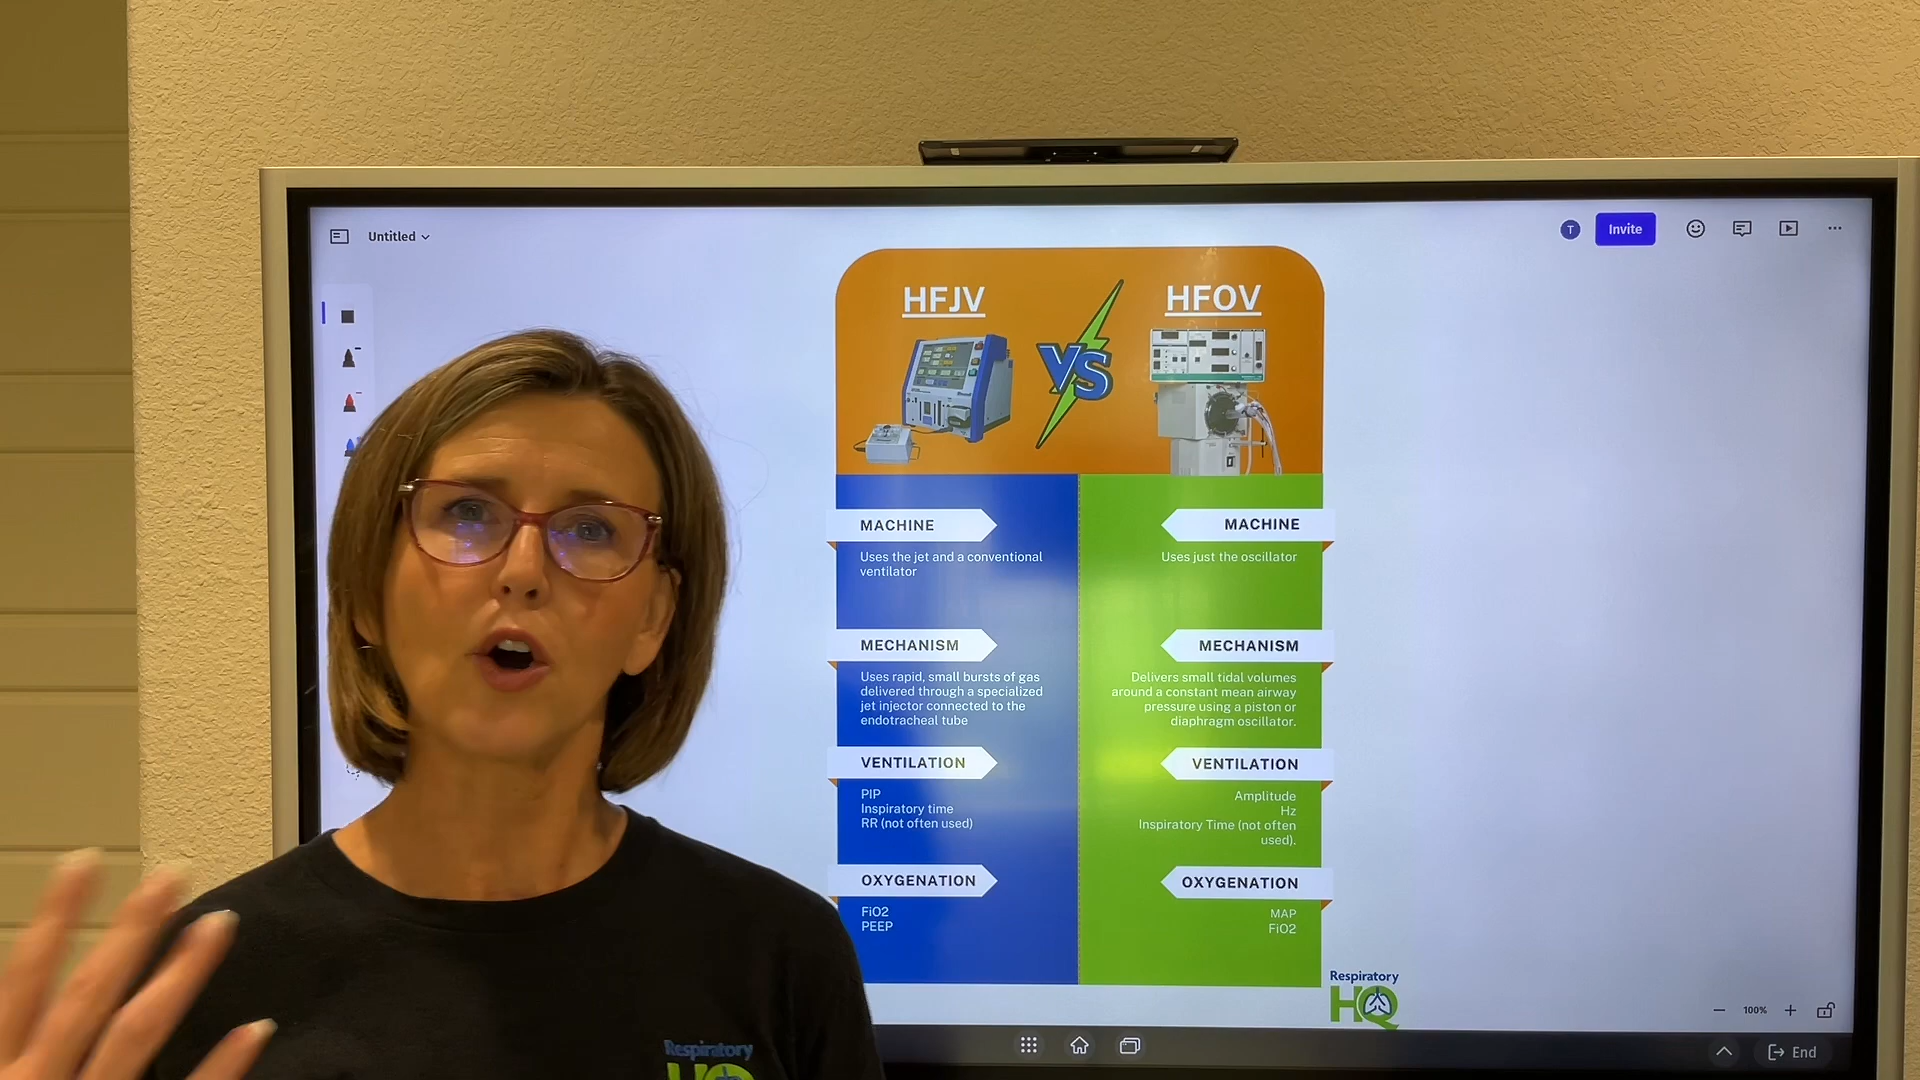 Untitled
T
Invite
HFJV
VS
HFOV
MACHINE
Uses the jet and a conventional
ventilator
MECHANISM
Uses rapid, small bursts of gas
delivered through a specialized
jet injector connected to the
endotracheal tube
VENTILATION
PIP
Inspiratory time
RR (not often used)
OXYGENATION
FiO2
PEEP
MACHINE
Uses just the oscillator
MECHANISM
Delivers small tidal volumes
around a constant mean airway
pressure using a piston or
diaphragm oscillator.
VENTILATION
Amplitude
Hz
Inspiratory Time (not often
used).
OXYGENATION
MAP
FiO2
Respiratory
HQ
100%
End
Respiratory
HQ